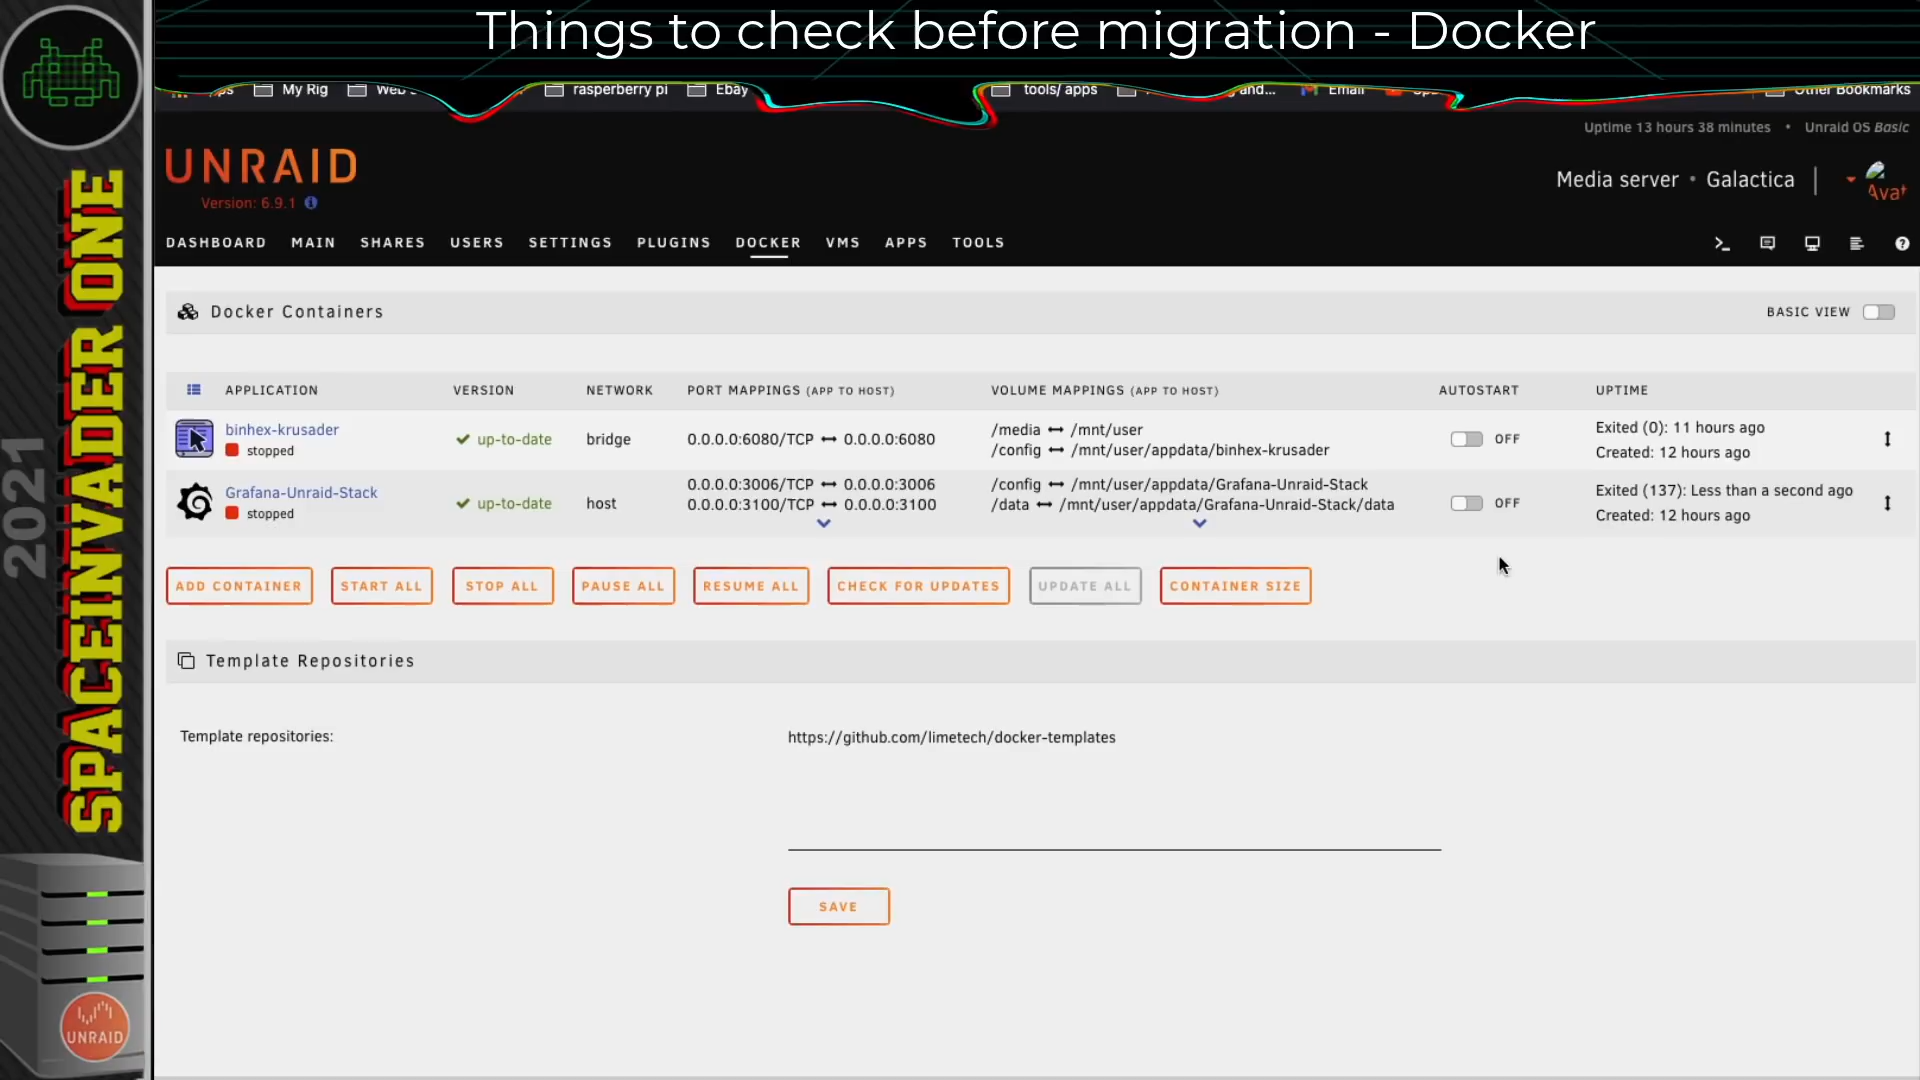 Things to check before migration - Docker
My Rig
rasperberry pi
Ebay
tools/ apps
and...
Email
Other Bookmarks
Uptime 13 hours 38 minutes • Unraid OS Basic
UNRAID
Version: 6.9.1
Media server • Galactica
Avat
DASHBOARD MAIN SHARES USERS SETTINGS PLUGINS DOCKER VMS APPS TOOLS
Docker Containers
BASIC VIEW
APPLICATION VERSION NETWORK PORT MAPPINGS (APP TO HOST) VOLUME MAPPINGS (APP TO HOST) AUTOSTART UPTIME
binhex-krusader
stopped
up-to-date
bridge
0.0.0.0:6080/TCP ↔ 0.0.0.0:6080
/media ↔ /mnt/user
/config ↔ /mnt/user/appdata/binhex-krusader
OFF
Exited (0): 11 hours ago
Created: 12 hours ago
Grafana-Unraid-Stack
stopped
up-to-date
host
0.0.0.0:3006/TCP ↔ 0.0.0.0:3006
0.0.0.0:3100/TCP ↔ 0.0.0.0:3100
/config ↔ /mnt/user/appdata/Grafana-Unraid-Stack
/data ↔ /mnt/user/appdata/Grafana-Unraid-Stack/data
OFF
Exited (137): Less than a second ago
Created: 12 hours ago
ADD CONTAINER START ALL STOP ALL PAUSE ALL RESUME ALL CHECK FOR UPDATES UPDATE ALL CONTAINER SIZE
Template Repositories
Template repositories:
https://github.com/limetech/docker-templates
SAVE
2021
SPACEINVADER ONE
UNRAID